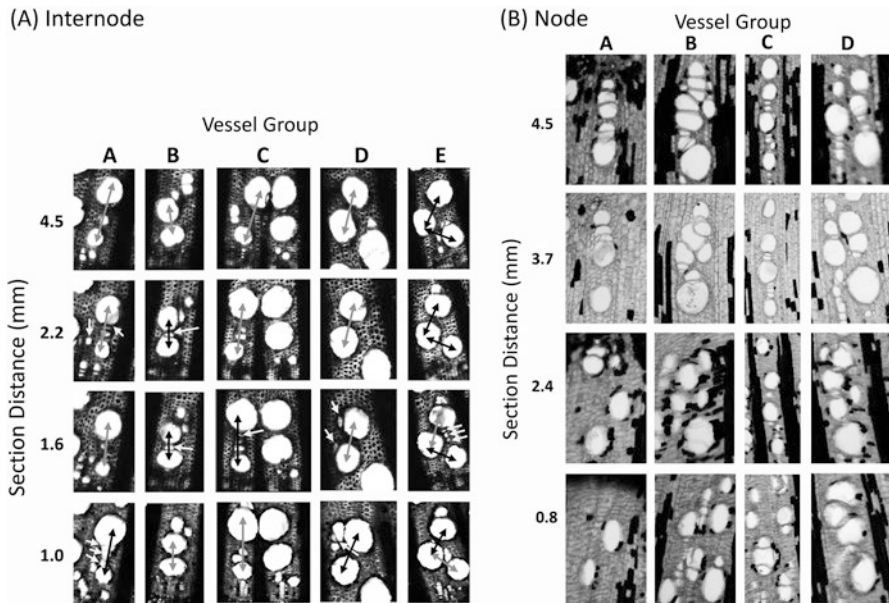 (A) Internode
Vessel Group
A B C D E
Section Distance (mm)
4.5
2.2
1.6
1.0
(B) Node
Vessel Group
A B C D
Section Distance (mm)
4.5
3.7
2.4
0.8